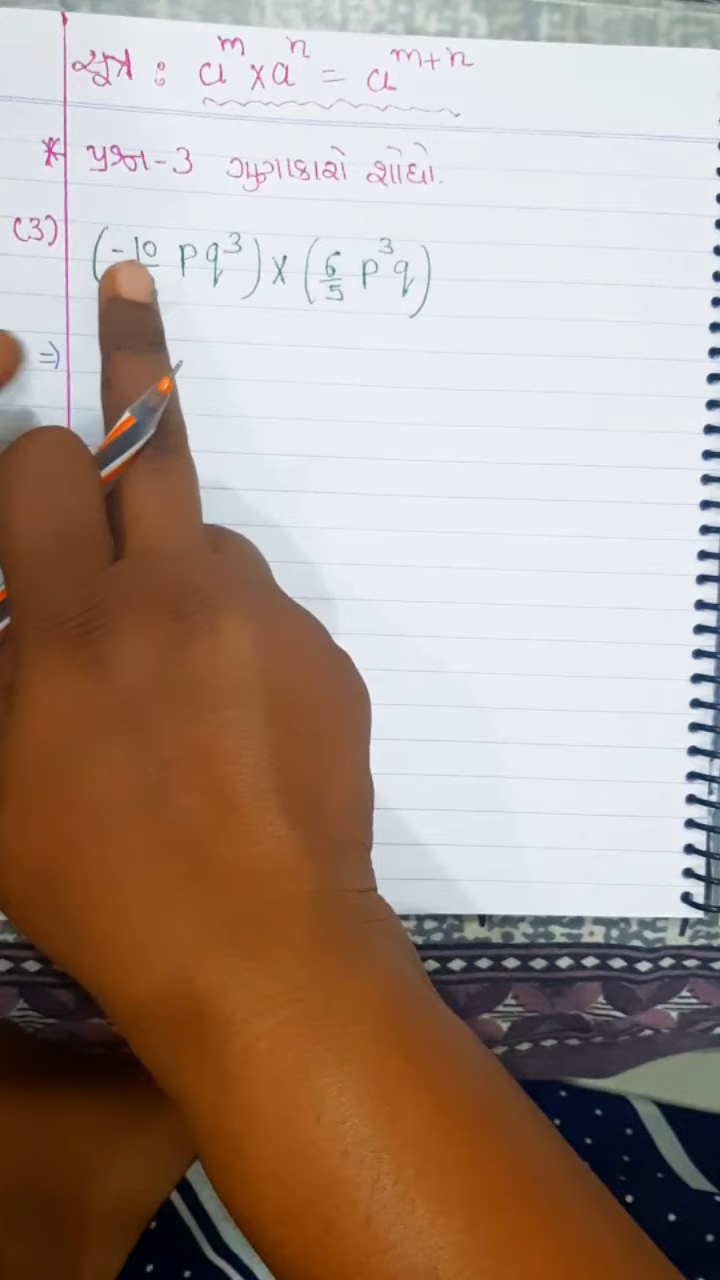 સૂત્ર : a^m × a^n = a^{m+n}
* પ્રશ્ન-3 ગુણાકારો શોધો.
(3) (-10 pq³) × (6/5 p³q)
⇒